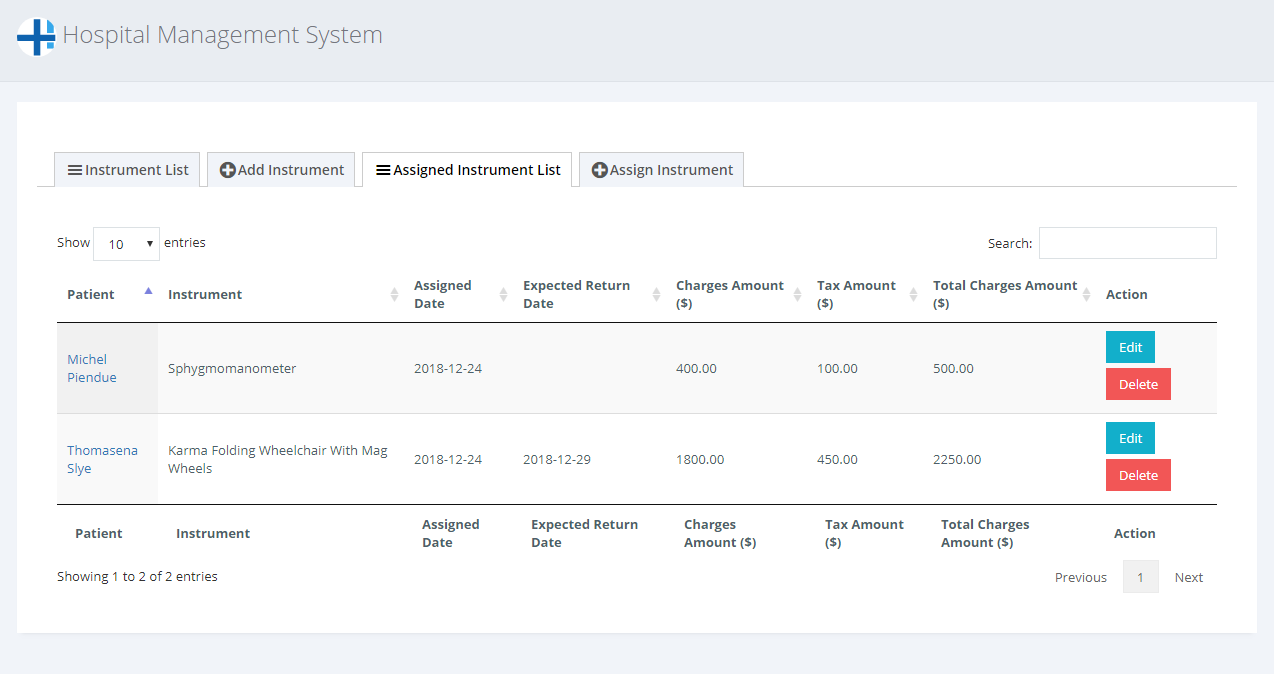 Hospital Management System
Instrument List Add Instrument Assigned Instrument List Assign Instrument
Show 10 entries Search:
Patient Instrument Assigned Date Expected Return Date Charges Amount ($) Tax Amount ($) Total Charges Amount ($) Action
Michel Piendue Sphygmomanometer 2018-12-24 400.00 100.00 500.00 Edit Delete
Thomasena Slye Karma Folding Wheelchair With Mag Wheels 2018-12-24 2018-12-29 1800.00 450.00 2250.00 Edit Delete
Patient Instrument Assigned Date Expected Return Date Charges Amount ($) Tax Amount ($) Total Charges Amount ($) Action
Showing 1 to 2 of 2 entries Previous 1 Next